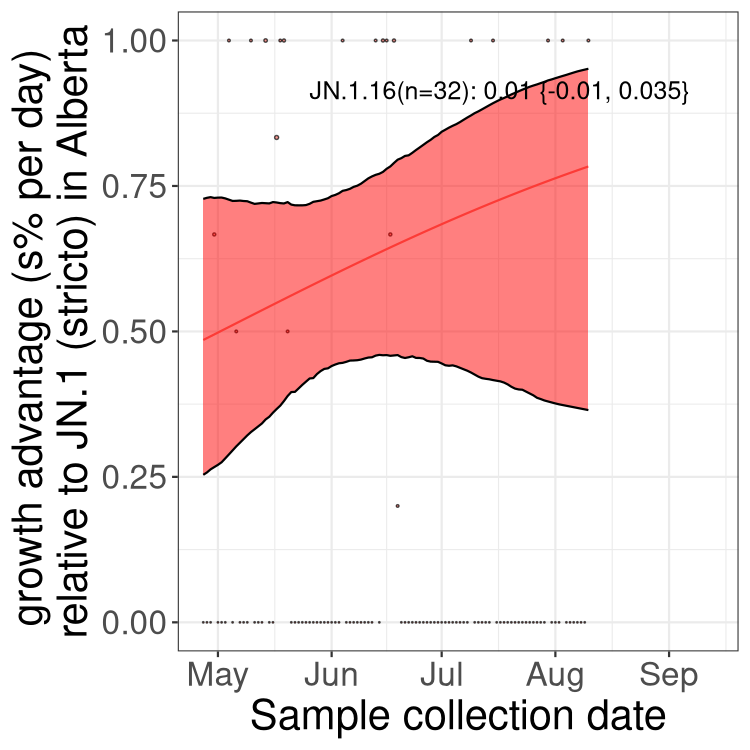 growth advantage (s% per day)
relative to JN.1 (stricto) in Alberta
1.00
0.75
0.50
0.25
0.00
JN.1.16(n=32): 0.01 {-0.01, 0.035}
May Jun Jul Aug Sep
Sample collection date